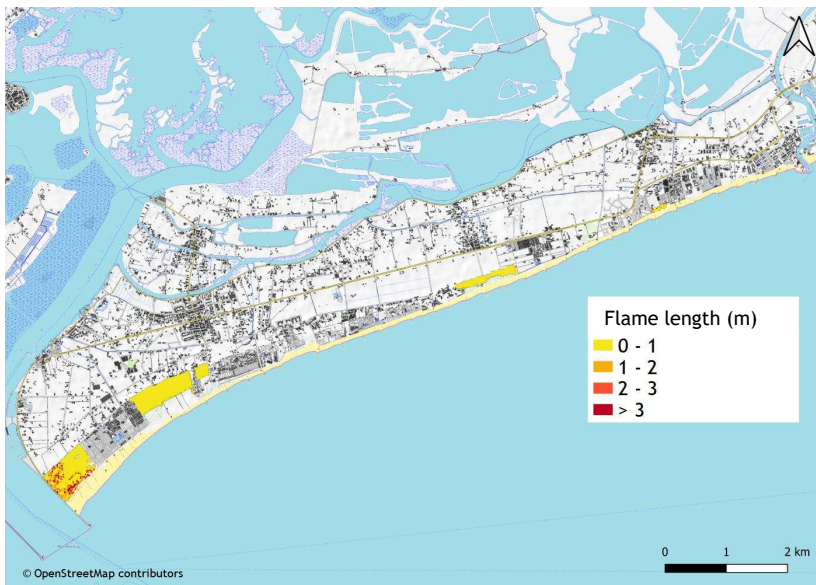 Flame length (m)
0 - 1
1 - 2
2 - 3
> 3
0 1 2 km
© OpenStreetMap contributors